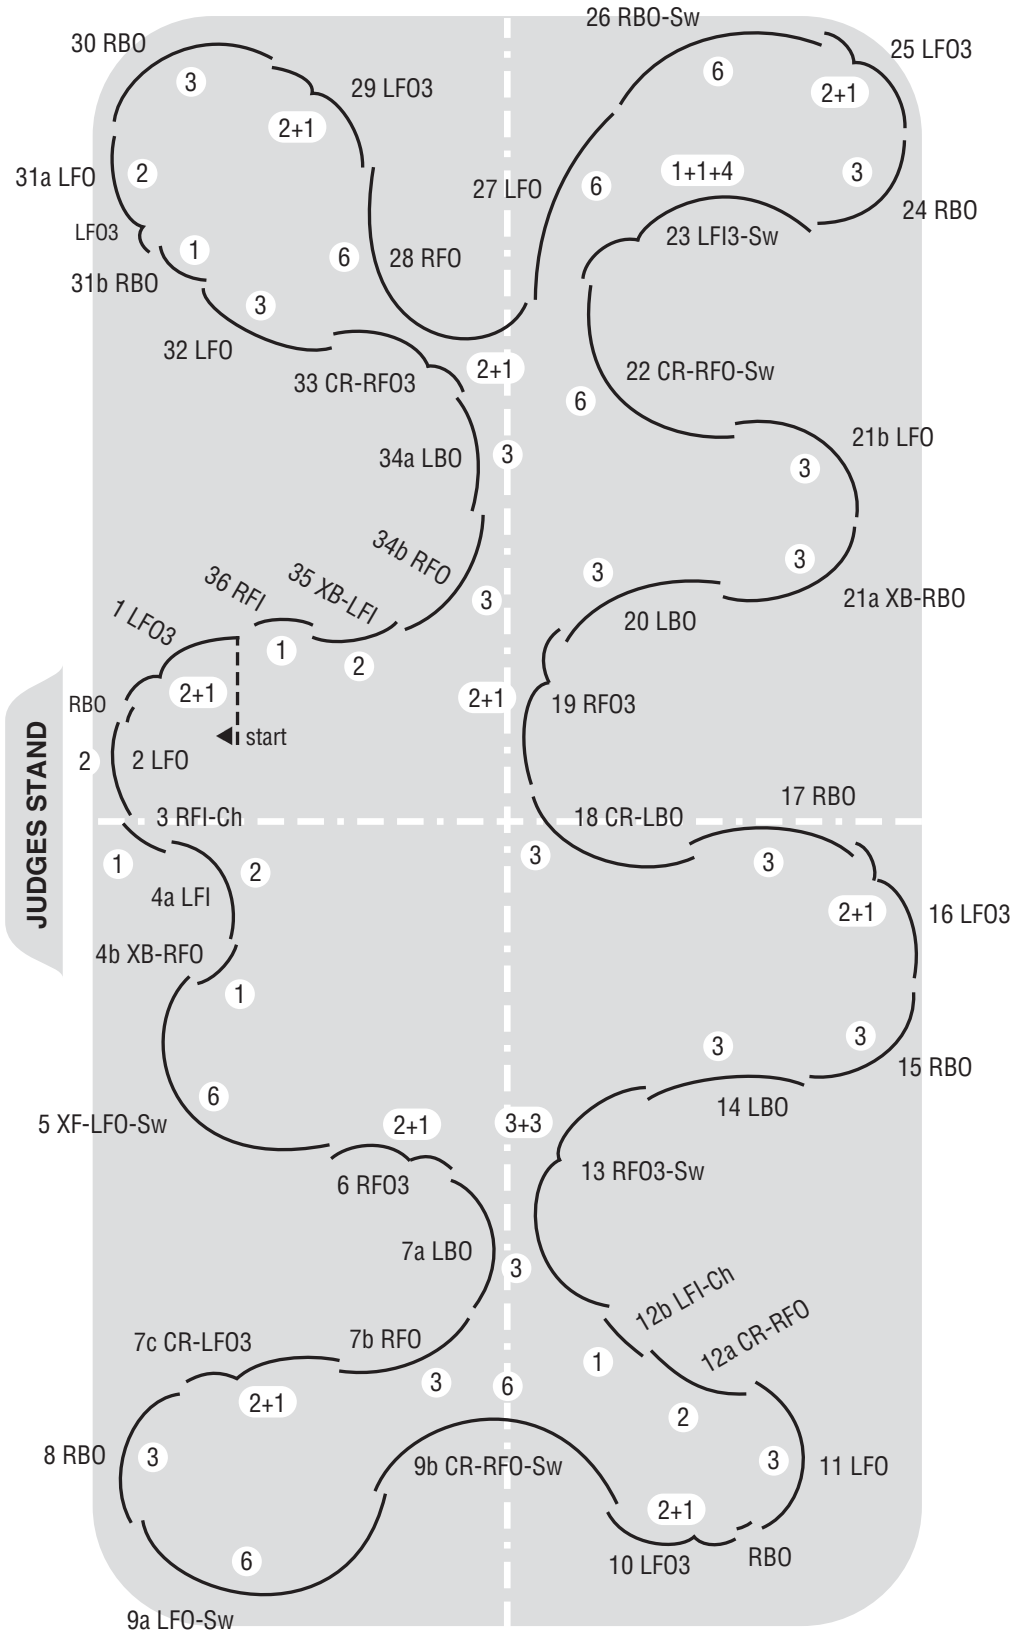 26 RBO-Sw
30 RBO
25 LFO3
3
6
29 LFO3
2+1
2+1
31a LFO
2
27 LFO
6
1+1+4
3
24 RBO
LFO3
1
23 LFI3-Sw
31b RBO
6
28 RFO
3
32 LFO
33 CR-RFO3
2+1
22 CR-RFO-Sw
6
21b LFO
34a LBO
3
3
34b RFO
3
3
36 RFI
35 XB-LFI
3
21a XB-RBO
1 LFO3
20 LBO
1
2
2+1
2+1
RBO
19 RFO3
start
2
2 LFO
JUDGES STAND
17 RBO
3 RFI-Ch
18 CR-LBO
1
2
3
3
4a LFI
2+1
16 LFO3
4b XB-RFO
1
3
3
15 RBO
6
14 LBO
5 XF-LFO-Sw
2+1
3+3
6 RFO3
13 RFO3-Sw
7a LBO
3
12b LFI-Ch
7c CR-LFO3
7b RFO
12a CR-RFO
1
3
6
2+1
2
8 RBO
3
9b CR-RFO-Sw
3
11 LFO
2+1
6
10 LFO3
RBO
9a LFO-Sw